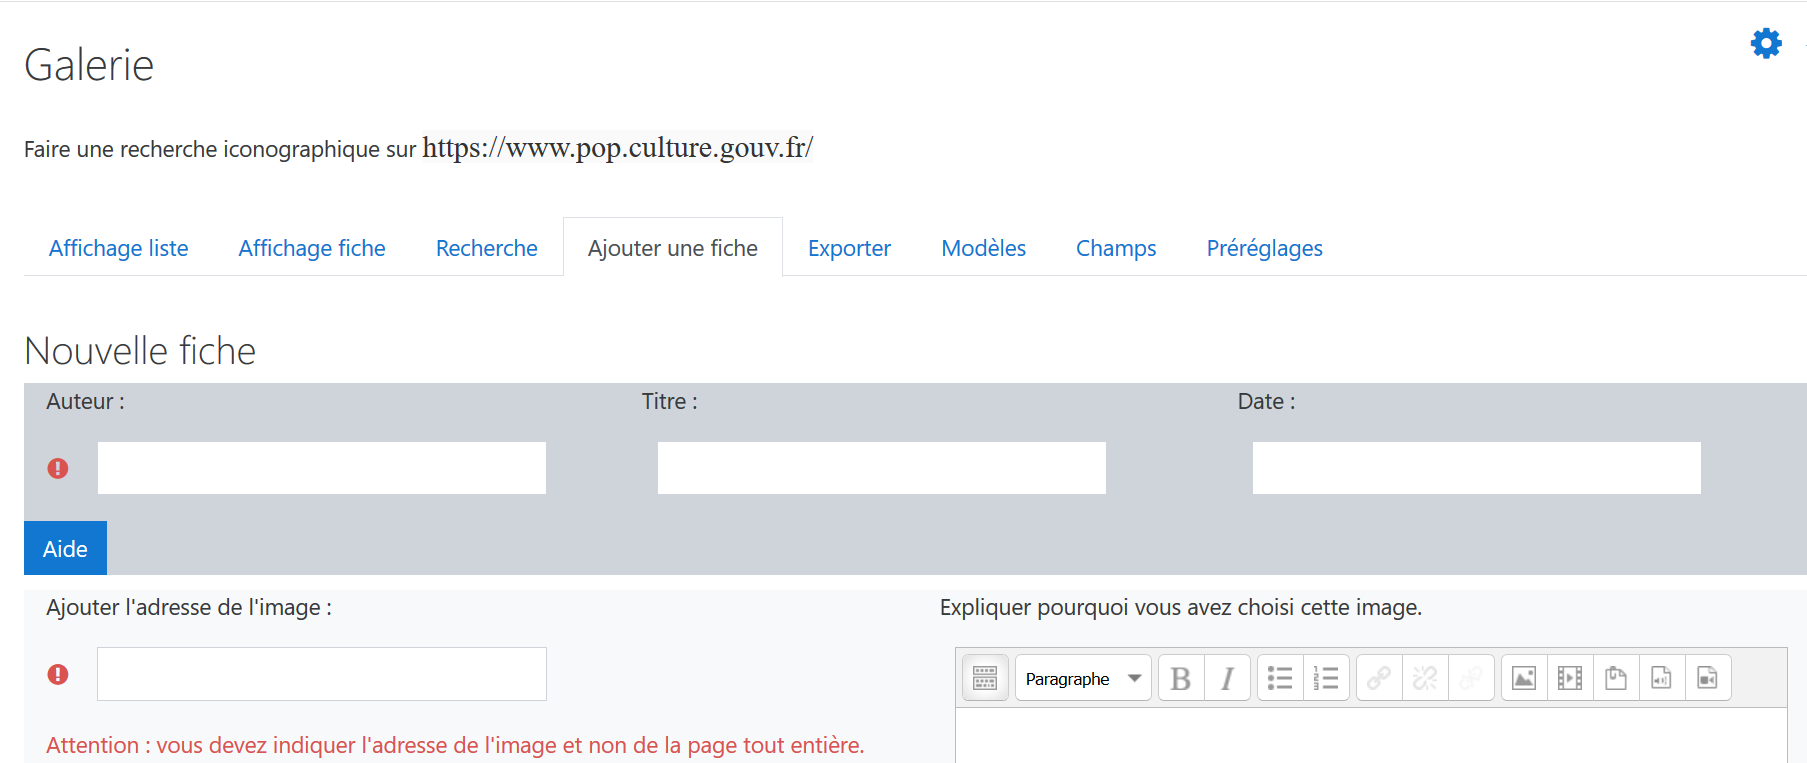 Galerie
Faire une recherche iconographique sur https://www.pop.culture.gouv.fr/
Affichage liste Affichage fiche Recherche Ajouter une fiche Exporter Modèles Champs Préréglages
Nouvelle fiche
Auteur : Titre : Date :
Aide
Ajouter l'adresse de l'image : Expliquer pourquoi vous avez choisi cette image.
Paragraphe B I
Attention : vous devez indiquer l'adresse de l'image et non de la page tout entière.